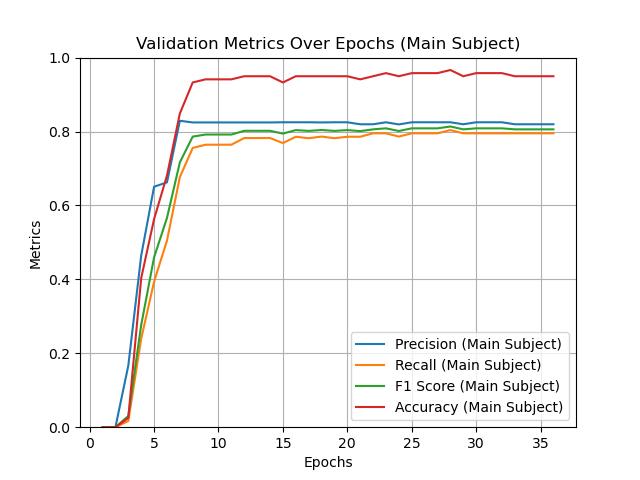 Validation Metrics Over Epochs (Main Subject)
1.0
0.8
0.6
0.4
0.2
0.0
Metrics
Precision (Main Subject)
Recall (Main Subject)
F1 Score (Main Subject)
Accuracy (Main Subject)
0 5 10 15 20 25 30 35
Epochs